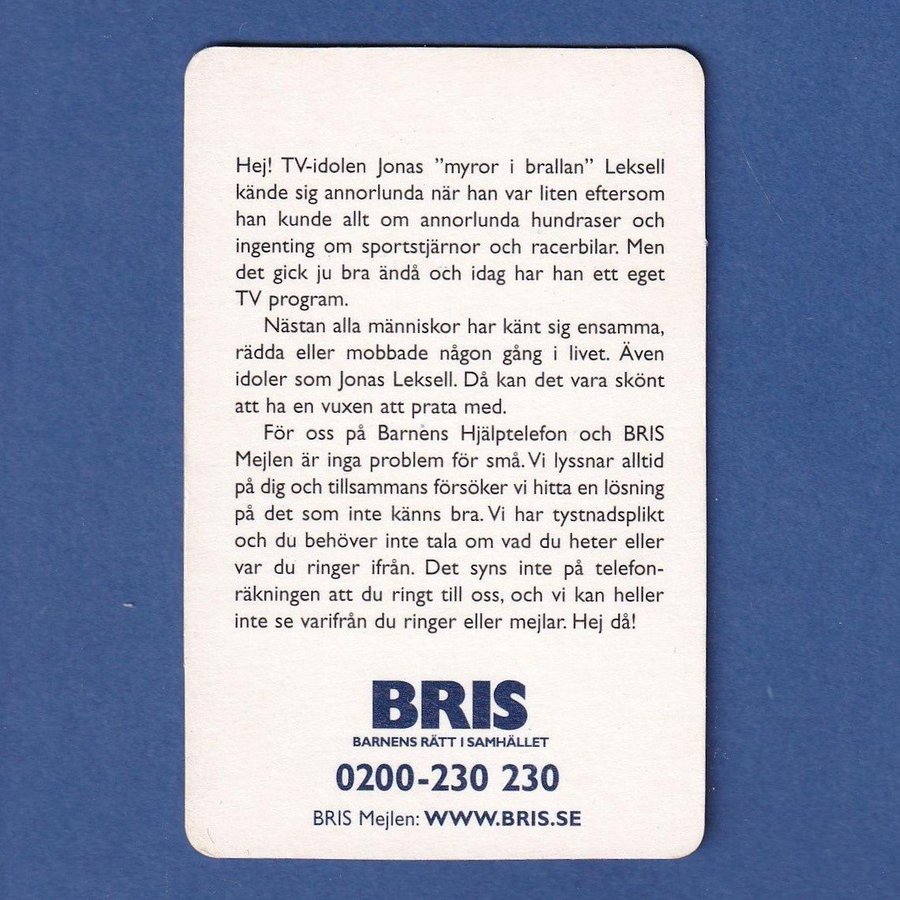 Hej! TV-idolen Jonas ”myror i brallan” Leksell
kände sig annorlunda när han var liten eftersom
han kunde allt om annorlunda hundraser och
ingenting om sportstjärnor och racerbilar. Men
det gick ju bra ändå och idag har han ett eget
TV program.
Nästan alla människor har känt sig ensamma,
rädda eller mobbade någon gång i livet. Även
idoler som Jonas Leksell. Då kan det vara skönt
att ha en vuxen att prata med.
För oss på Barnens Hjälptelefon och BRIS
Mejlen är inga problem för små. Vi lyssnar alltid
på dig och tillsammans försöker vi hitta en lösning
på det som inte känns bra. Vi har tystnadsplikt
och du behöver inte tala om vad du heter eller
var du ringer ifrån. Det syns inte på telefon-
räkningen att du ringt till oss, och vi kan heller
inte se varifrån du ringer eller mejlar. Hej då!
BRIS
BARNENS RÄTT I SAMHÄLLET
0200-230 230
BRIS Mejlen: WWW.BRIS.SE